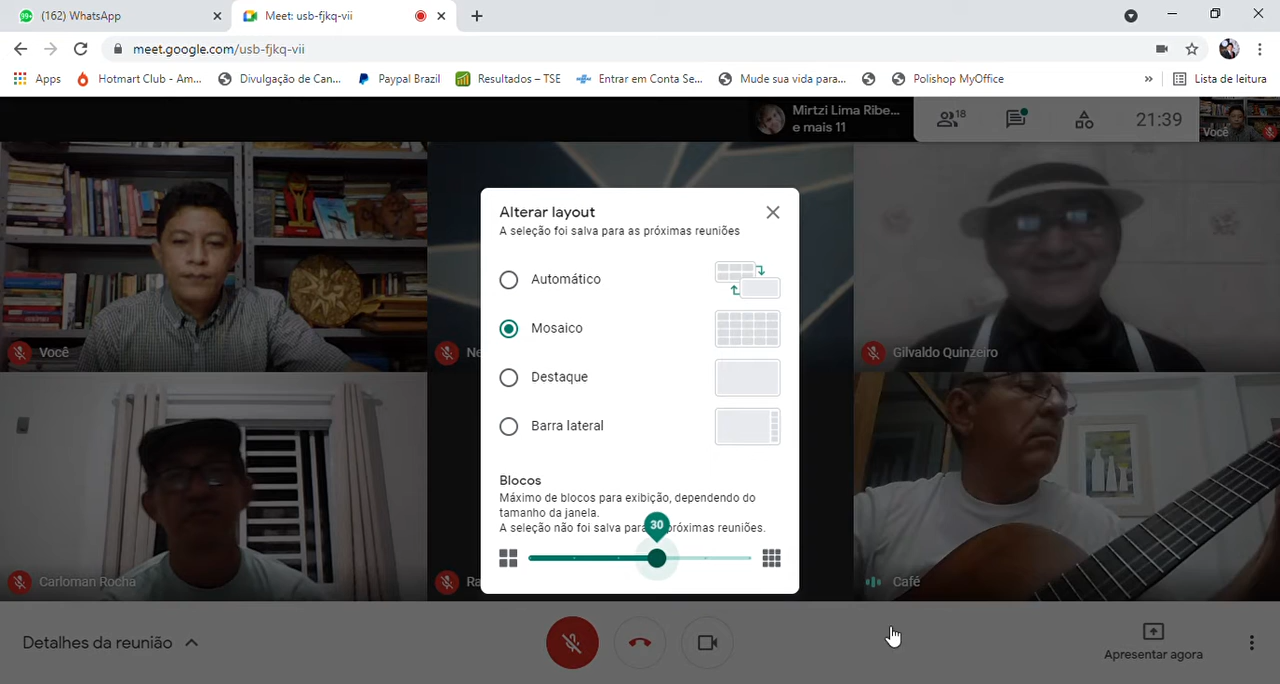 99+ (162) WhatsApp
Meet: usb-fjkq-vii
meet.google.com/usb-fjkq-vii
Apps
Hotmart Club - Am...
Divulgação de Can...
Paypal Brazil
Resultados – TSE
Entrar em Conta Se...
Mude sua vida para...
Polishop MyOffice
»
Lista de leitura
Mirtzi Lima Ribe...
e mais 11
18
21:39
Você
Alterar layout
A seleção foi salva para as próximas reuniões
Automático
Mosaico
Destaque
Barra lateral
Blocos
Máximo de blocos para exibição, dependendo do
tamanho da janela.
A seleção não foi salva para próximas reuniões.
30
Você
Ne
Gilvaldo Quinzeiro
Carloman Rocha
Ra
Café
Detalhes da reunião
Apresentar agora